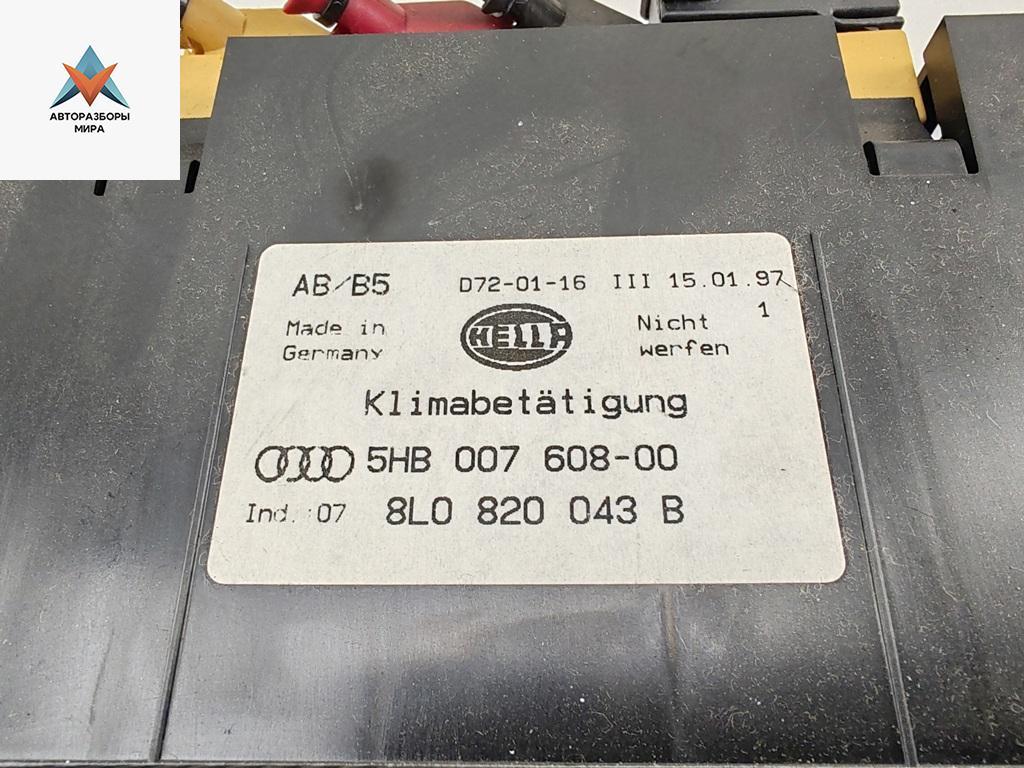 АВТОРАЗБОРЫ
МИРА
AB/B5 D72-01-16 III 15.01.97
Made in Germany
HELLA
Nicht werfen
1
Klimabetätigung
5HB 007 608-00
Ind. :07 8L0 820 043 B